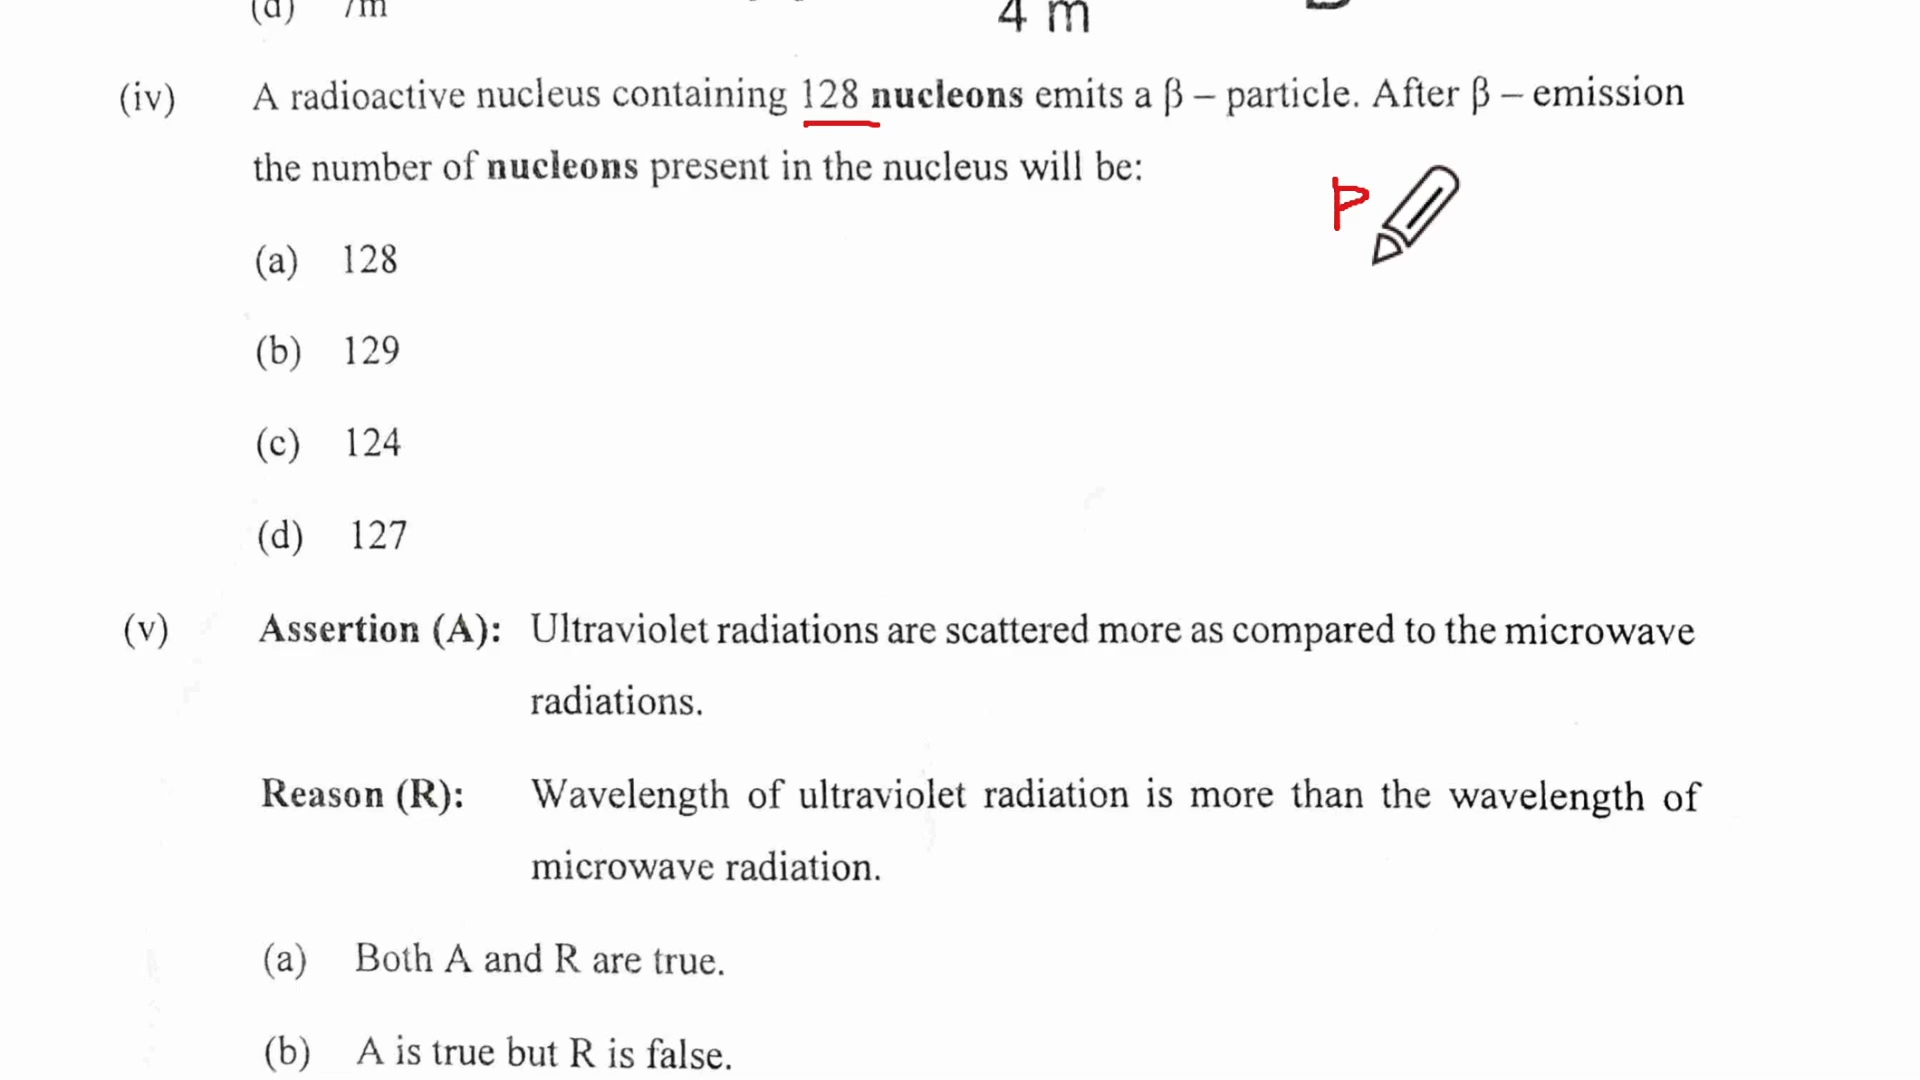 (d) 7m
4 m
(iv) A radioactive nucleus containing 128 nucleons emits a β – particle. After β – emission
the number of nucleons present in the nucleus will be:
P
(a) 128
(b) 129
(c) 124
(d) 127
(v) Assertion (A): Ultraviolet radiations are scattered more as compared to the microwave
radiations.
Reason (R): Wavelength of ultraviolet radiation is more than the wavelength of
microwave radiation.
(a) Both A and R are true.
(b) A is true but R is false.